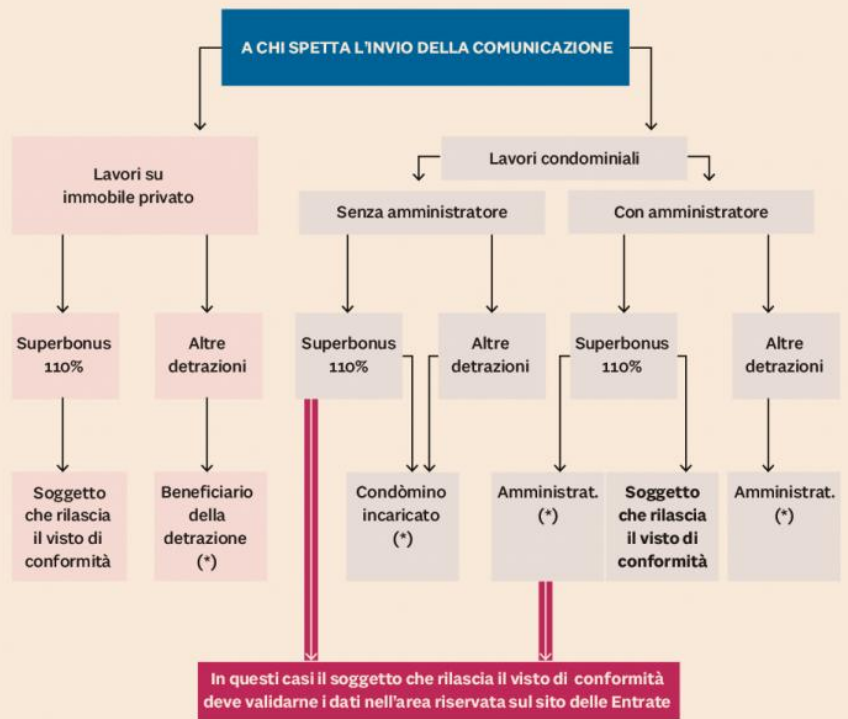 A CHI SPETTA L'INVIO DELLA COMUNICAZIONE
Lavori su
immobile privato
Lavori condominiali
Senza amministratore
Con amministratore
Superbonus
110%
Altre
detrazioni
Superbonus
110%
Altre
detrazioni
Superbonus
110%
Altre
detrazioni
Soggetto
che rilascia
il visto di
conformità
Beneficiario
della
detrazione
(*)
Condòmino
incaricato
(*)
Amministrat.
(*)
Soggetto
che rilascia
il visto di
conformità
Amministrat.
(*)
In questi casi il soggetto che rilascia il visto di conformità
deve validarne i dati nell'area riservata sul sito delle Entrate